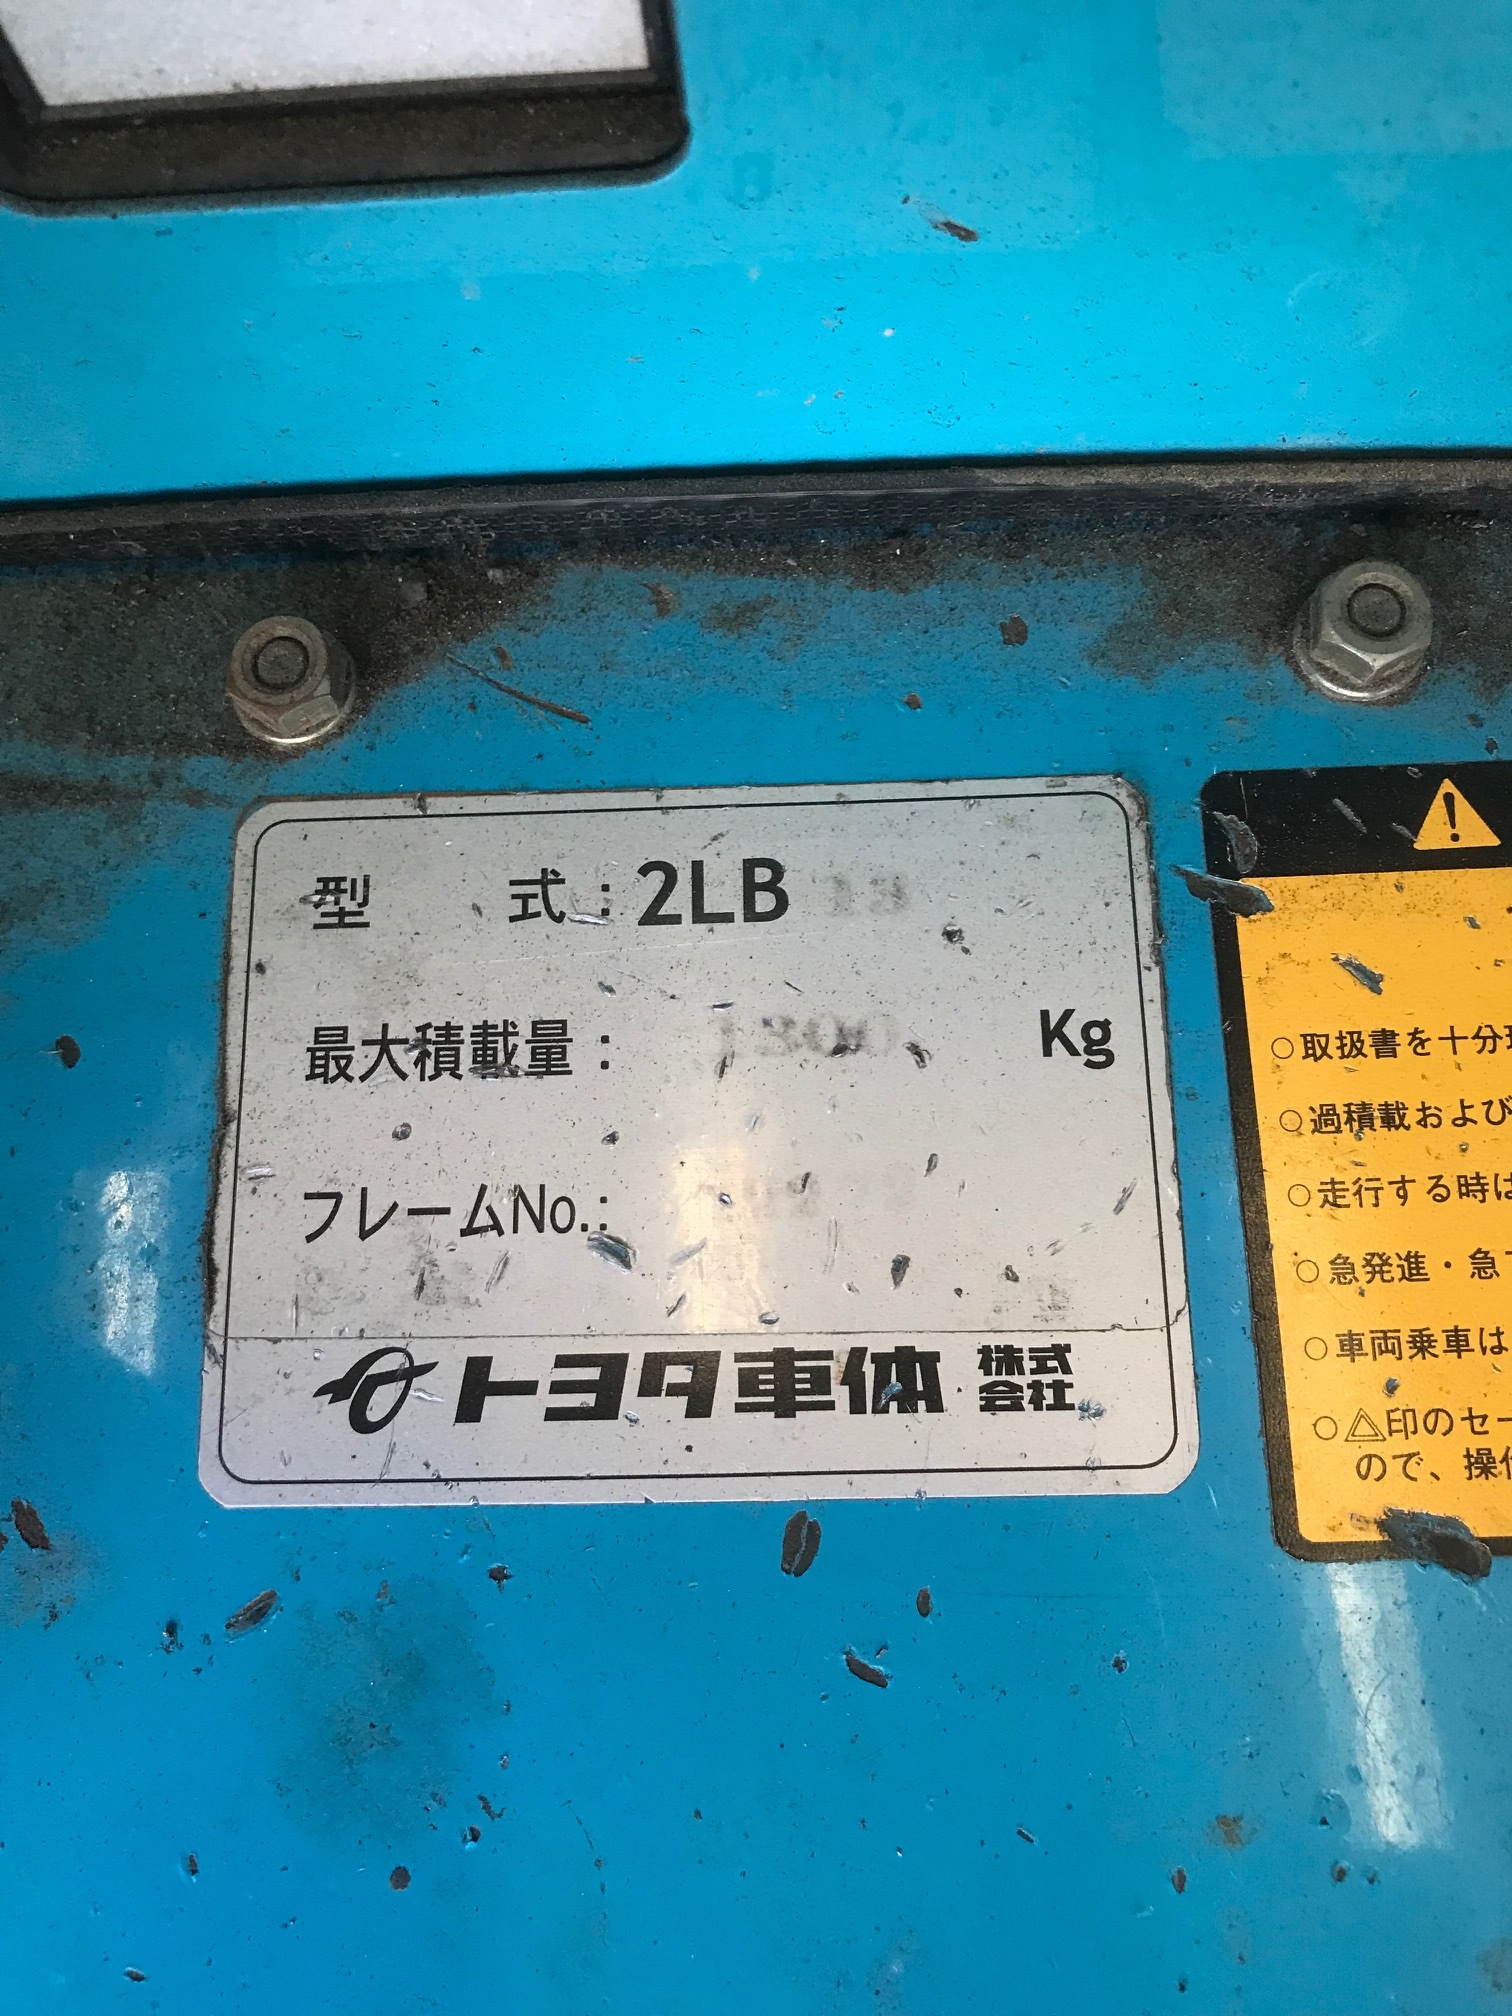 型 式:2LB
最大積載量: Kg
フレームNo.:
トヨタ車体 株式会社
○取扱書を十分
○過積載および
○走行する時は
○急発進・急
○車両乗車は
○△印のセー
ので、操作